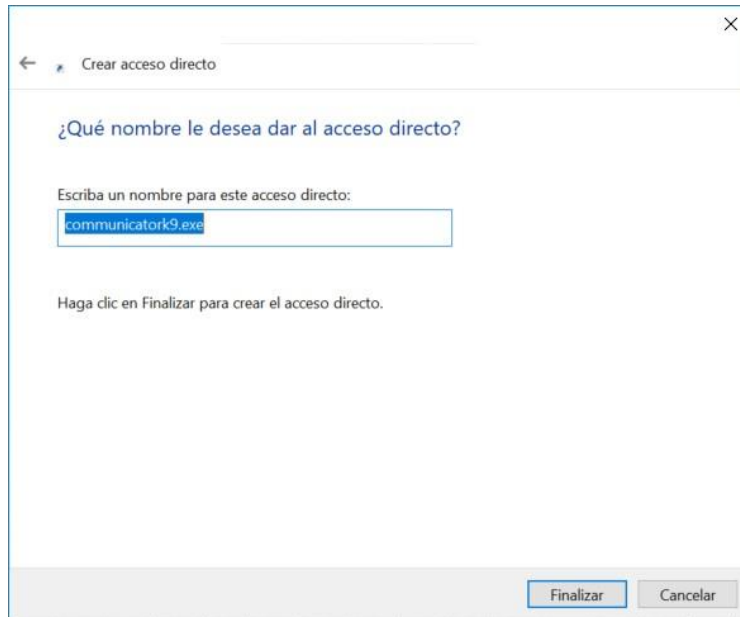 Crear acceso directo
¿Qué nombre le desea dar al acceso directo?
Escriba un nombre para este acceso directo:
communicatork9.exe
Haga clic en Finalizar para crear el acceso directo.
Finalizar
Cancelar